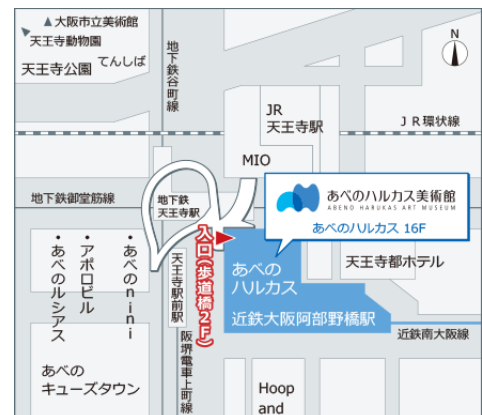 ▲大阪市立美術館
天王寺動物園
天王寺公園
てんしば
地下鉄谷町線
N
JR
天王寺駅
JR環状線
MIO
地下鉄御堂筋線
地下鉄
天王寺駅
あべのハルカス美術館
ABENO HARUKAS ART MUSEUM
あべのハルカス 16F
入口(歩道橋2F)
・あべのnini
・アポロビル
・あべのルシアス
天王寺駅前駅
あべの
ハルカス
近鉄大阪阿部野橋駅
天王寺都ホテル
近鉄南大阪線
阪堺電車上町線
あべの
キューズタウン
Hoop
and